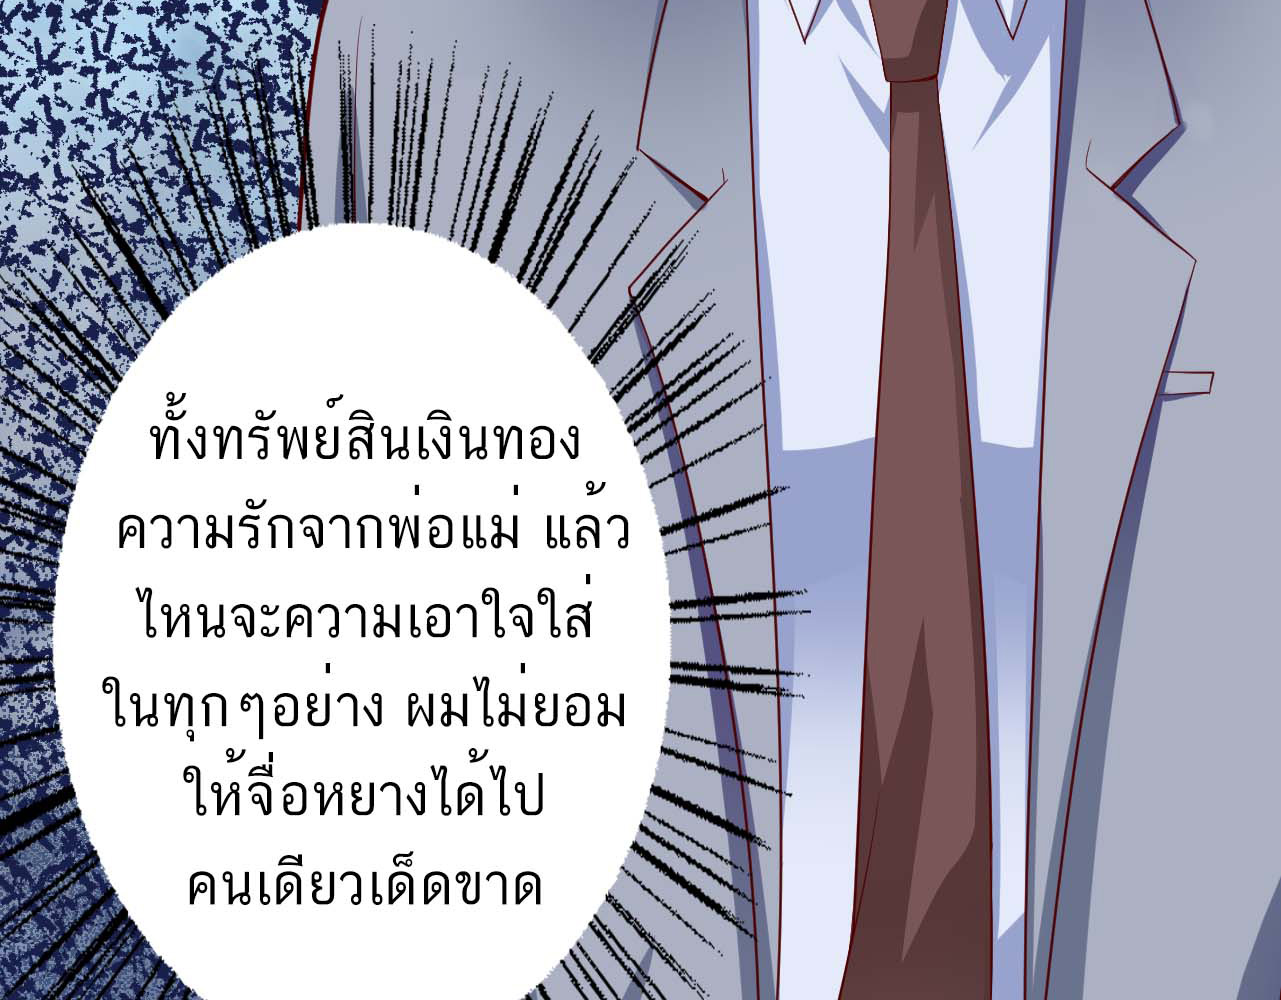 ทั้งทรัพย์สินเงินทอง
ความรักจากพ่อแม่ แล้ว
ไหนจะความเอาใจใส่
ในทุกๆอย่าง ผมไม่ยอม
ให้จื่อหยางได้ไป
คนเดียวเด็ดขาด